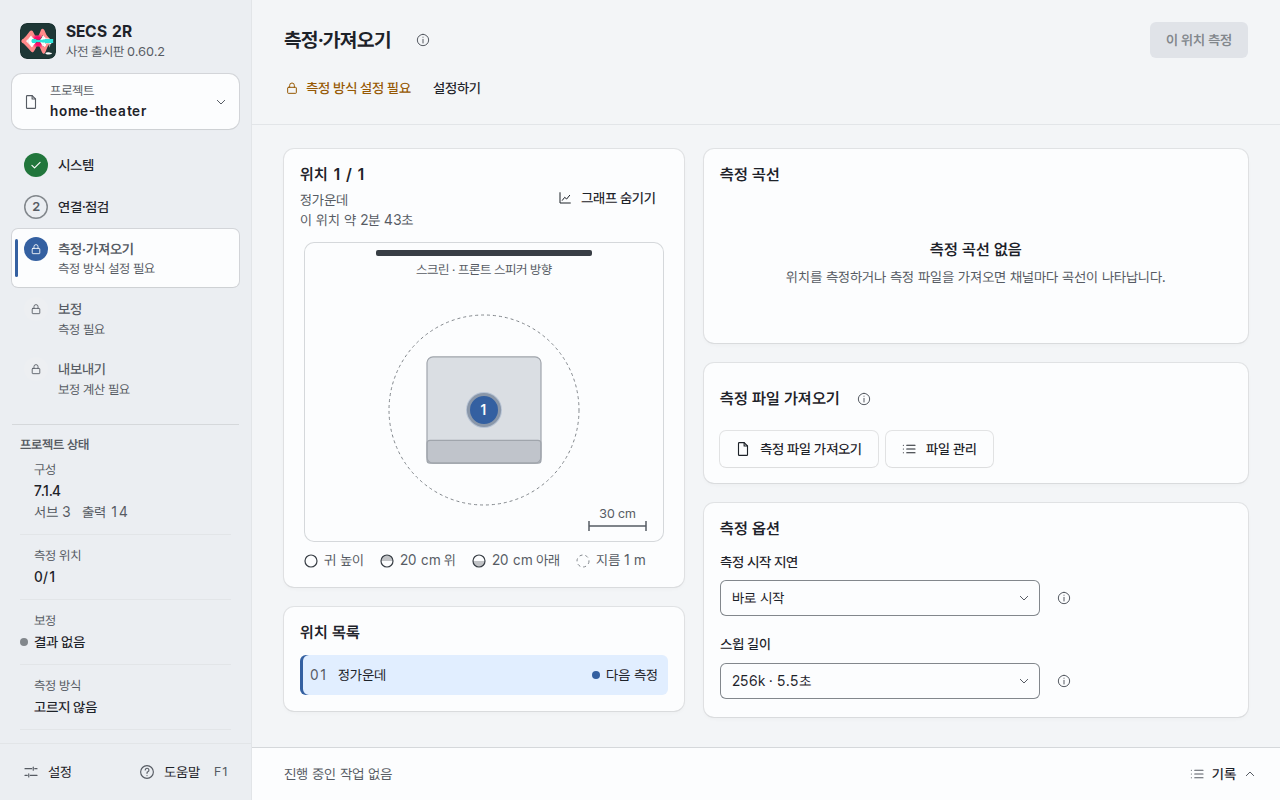 SECS 2R
사전 출시판 0.60.2
프로젝트
home-theater
시스템
2 연결·점검
측정·가져오기
측정 방식 설정 필요
보정
측정 필요
내보내기
보정 계산 필요
프로젝트 상태
구성
7.1.4
서브 3 출력 14
측정 위치
0/1
보정
결과 없음
측정 방식
고르지 않음
설정
도움말 F1
측정·가져오기
이 위치 측정
측정 방식 설정 필요 설정하기
위치 1 / 1
정가운데
이 위치 약 2분 43초
그래프 숨기기
스크린 · 프론트 스피커 방향
1
30 cm
귀 높이 20 cm 위 20 cm 아래 지름 1 m
위치 목록
01 정가운데 다음 측정
측정 곡선
측정 곡선 없음
위치를 측정하거나 측정 파일을 가져오면 채널마다 곡선이 나타납니다.
측정 파일 가져오기
측정 파일 가져오기 파일 관리
측정 옵션
측정 시작 지연
바로 시작
스윕 길이
256k · 5.5초
진행 중인 작업 없음
기록